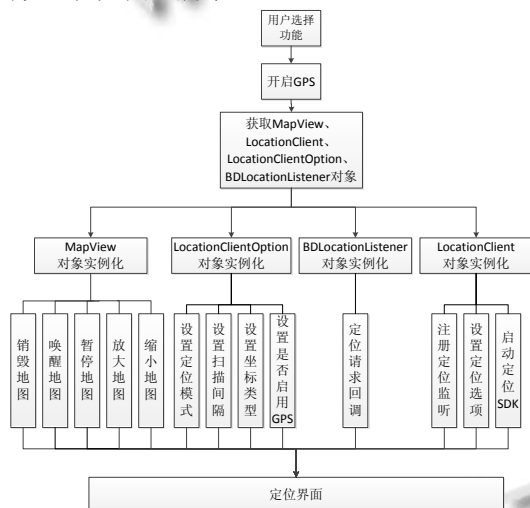 用户选择
功能
开启GPS
获取MapView、
LocationClient、
LocationClientOption、
BDLocationListener对象
MapView
对象实例化
LocationClientOption
对象实例化
BDLocationListener
对象实例化
LocationClient
对象实例化
销毁地图
唤醒地图
暂停地图
放大地图
缩小地图
设置定位模式
设置扫描间隔
设置坐标类型
设置是否启用GPS
定位请求回调
注册定位监听
设置定位选项
启动定位SDK
定位界面